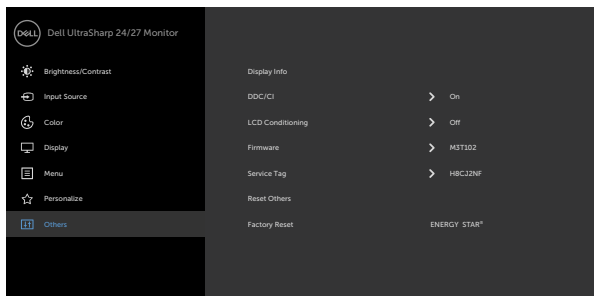 DELL Dell UltraSharp 24/27 Monitor
Brightness/Contrast Display Info
Input Source DDC/CI On
Color LCD Conditioning Off
Display Firmware M3T102
Menu Service Tag H8CJ2NF
Personalize Reset Others
Others Factory Reset ENERGY STAR®